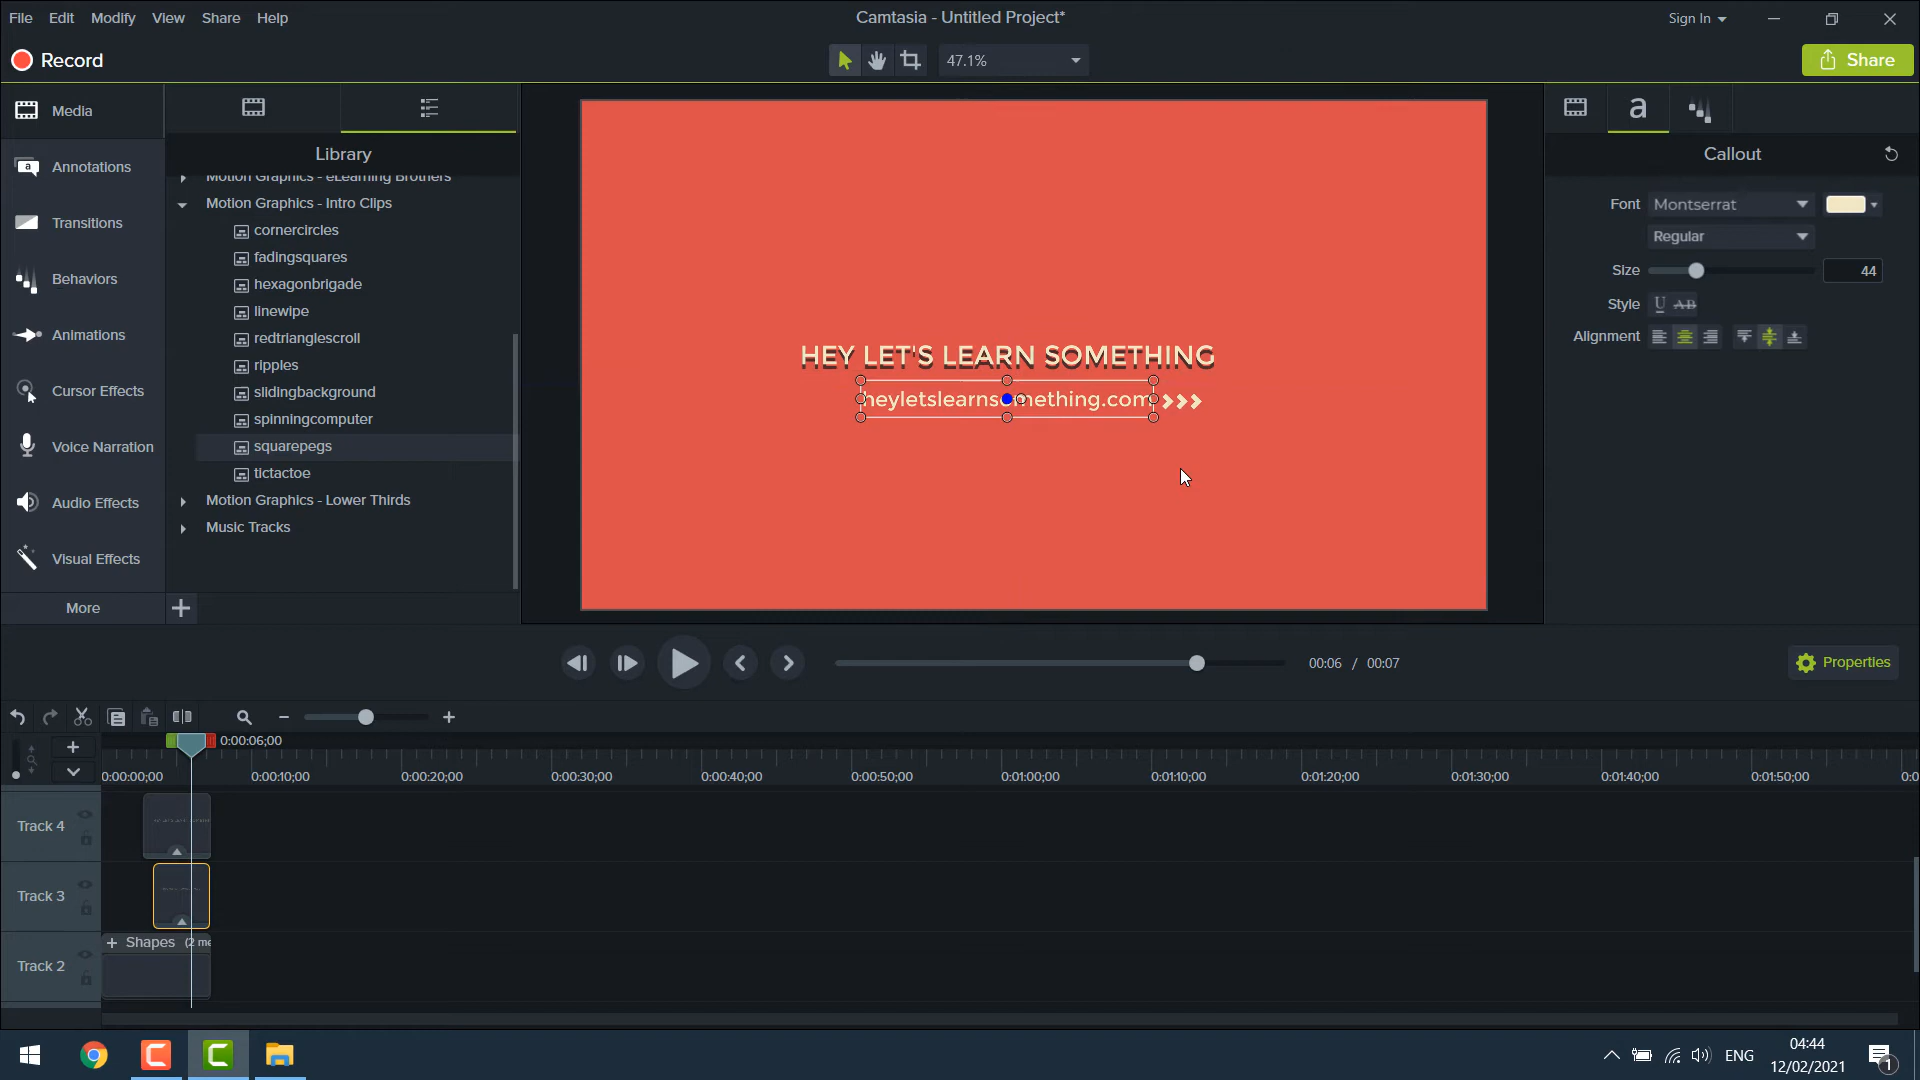 File Edit Modify View Share Help
Camtasia - Untitled Project*
Sign In
Record
47.1%
Share
Media
Annotations
Transitions
Behaviors
Animations
Cursor Effects
Voice Narration
Audio Effects
Visual Effects
More
Library
Motion Graphics - eLearning Brothers
Motion Graphics - Intro Clips
cornercircles
fadingsquares
hexagonbrigade
linewipe
redtrianglescroll
ripples
slidingbackground
spinningcomputer
squarepegs
tictactoe
Motion Graphics - Lower Thirds
Music Tracks
HEY LET'S LEARN SOMETHING
heyletslearnsomething.com
a
Callout
Font Montserrat
Regular
Size 44
Style U AB
Alignment
00:06 / 00:07
Properties
0:00:06;00
0:00:00;00 0:00:10;00 0:00:20;00 0:00:30;00 0:00:40;00 0:00:50;00 0:01:00;00 0:01:10;00 0:01:20;00 0:01:30;00 0:01:40;00 0:01:50;00 0:0
Track 4
Track 3
Track 2
+ Shapes (2 me
ENG
04:44
12/02/2021
1